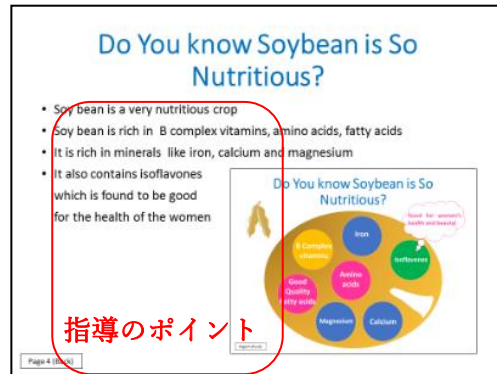 Do You know Soybean is So
Nutritious?
• Soy bean is a very nutritious crop
• Soy bean is rich in B complex vitamins, amino acids, fatty acids
• It is rich in minerals like iron, calcium and magnesium
• It also contains isoflavones
which is found to be good
for the health of the women
Do You know Soybean is So
Nutritious?
Good for women's
health and beauty!
Iron
B Complex
vitamins
Isoflavones
Amino
acids
Good
Quality
Fatty acids
Magnesium
Calcium
指導のポイント
Page 4 (Back)